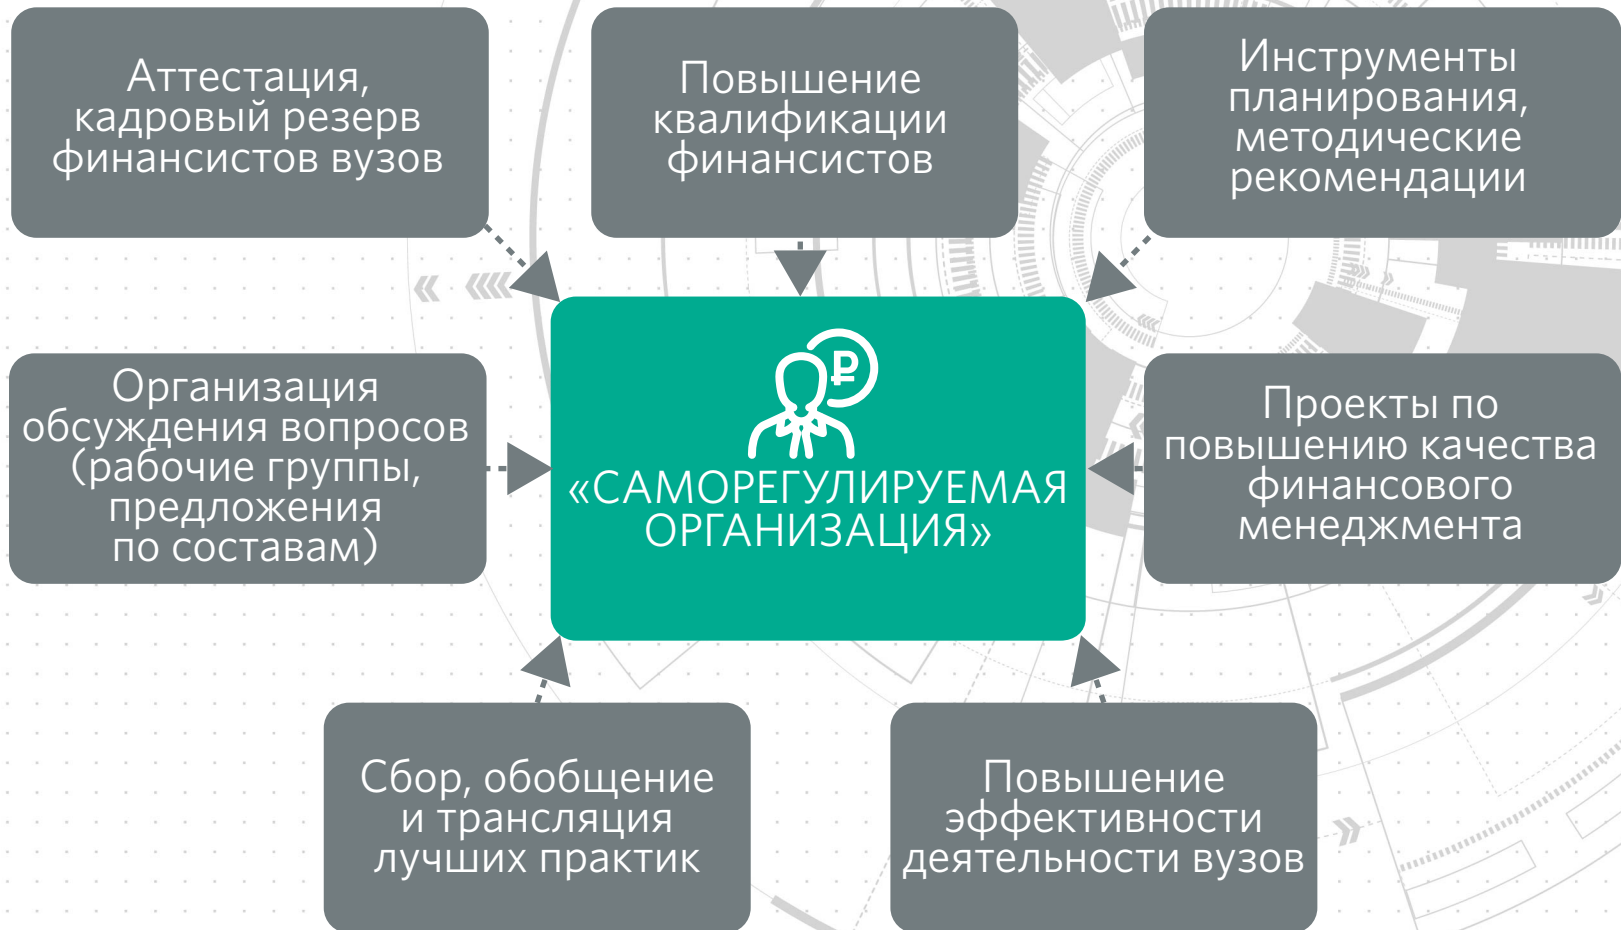 Аттестация,
кадровый резерв
финансистов вузов
Повышение
квалификации
финансистов
Инструменты
планирования,
методические
рекомендации
Организация
обсуждения вопросов
(рабочие группы,
предложения
по составам)
₽
«САМОРЕГУЛИРУЕМАЯ
ОРГАНИЗАЦИЯ»
Проекты по
повышению качества
финансового
менеджмента
Сбор, обобщение
и трансляция
лучших практик
Повышение
эффективности
деятельности вузов